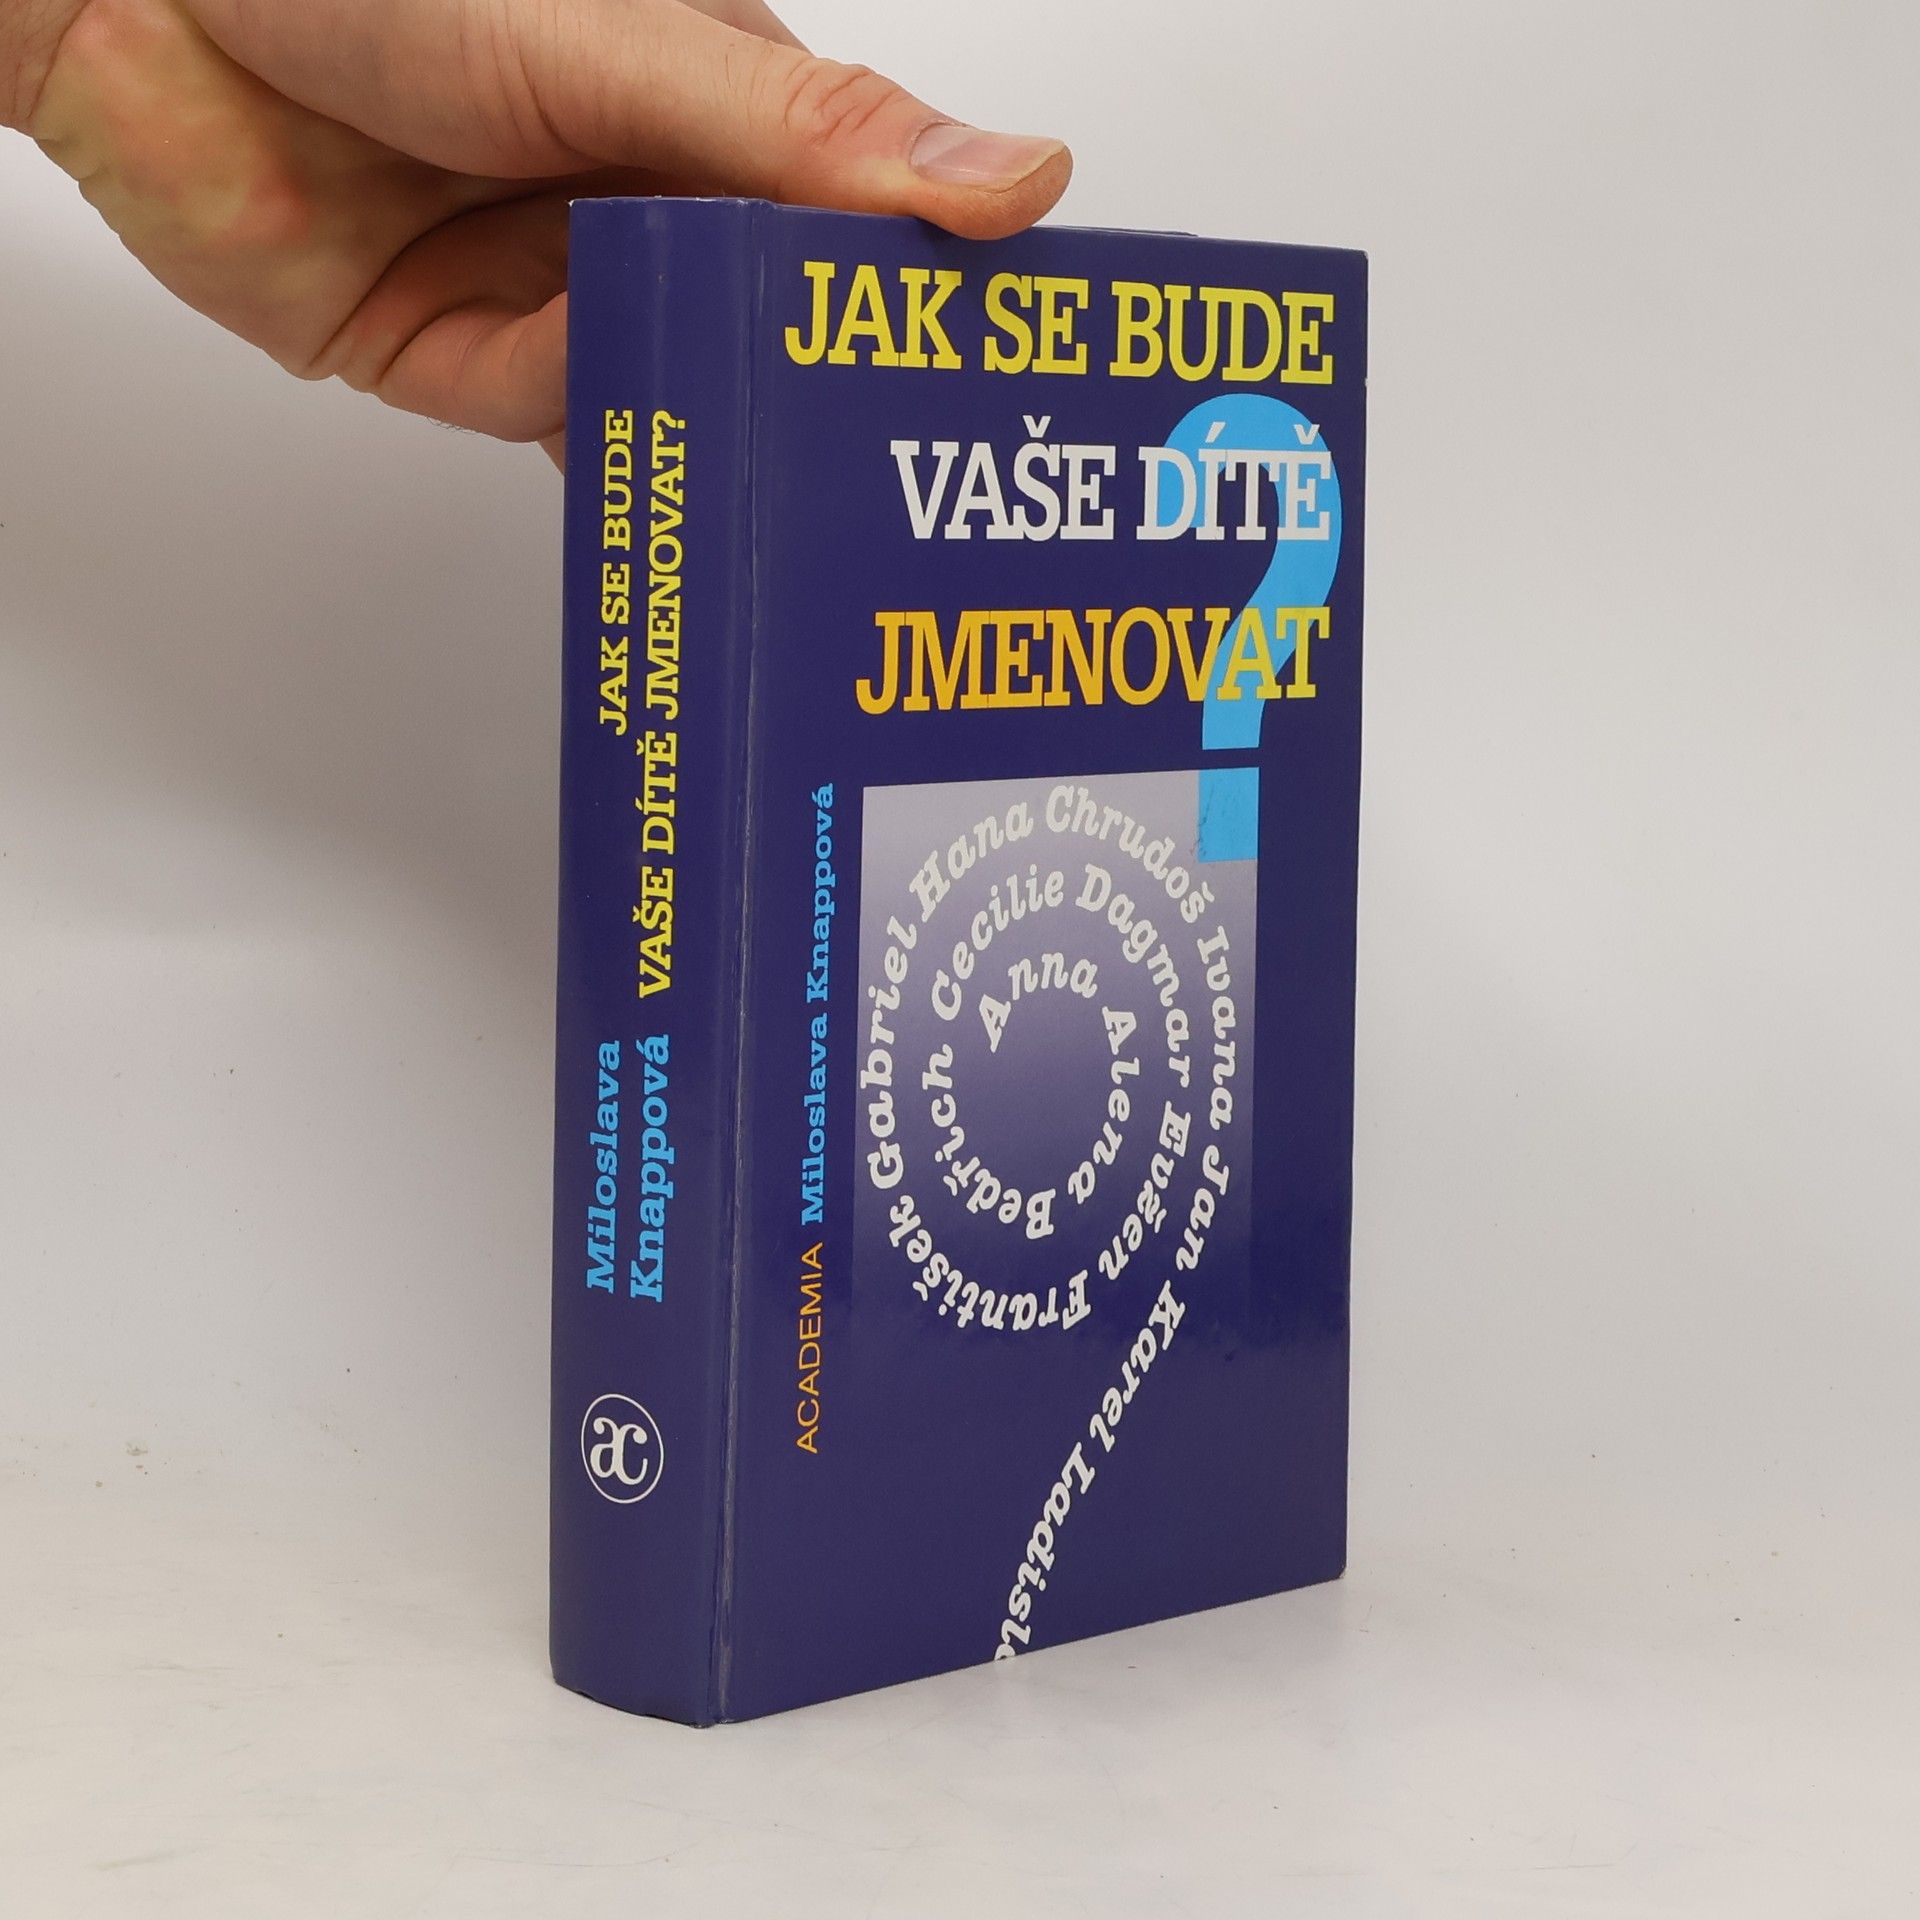 JAK SE BUDE
VAŠE DÍTĚ
JMENOVAT
?
ACADEMIA Miloslava Knappová
Anna Alena Bedřich Cecilie Dagmar Evžen František Gabriel Hana Chrudoš Ivana Jan Karel Ladisla
JAK SE BUDE
VAŠE DÍTĚ JMENOVAT?
Miloslava
Knappová
ac